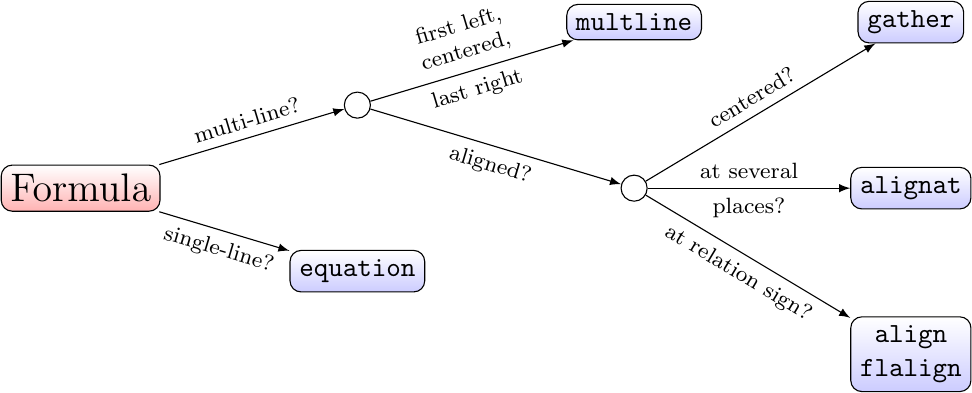 Formula
multi-line?
single-line?
equation
first left,
centered,
last right
multline
aligned?
centered?
gather
at several
places?
alignat
at relation sign?
align
flalign